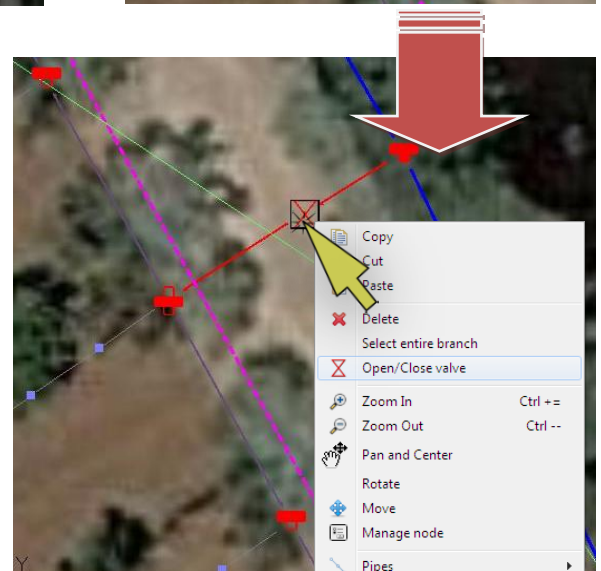 Copy
Cut
Paste
Delete
Select entire branch
Open/Close valve
Zoom In Ctrl +=
Zoom Out Ctrl --
Pan and Center
Rotate
Move
Manage node
Pipes
Y